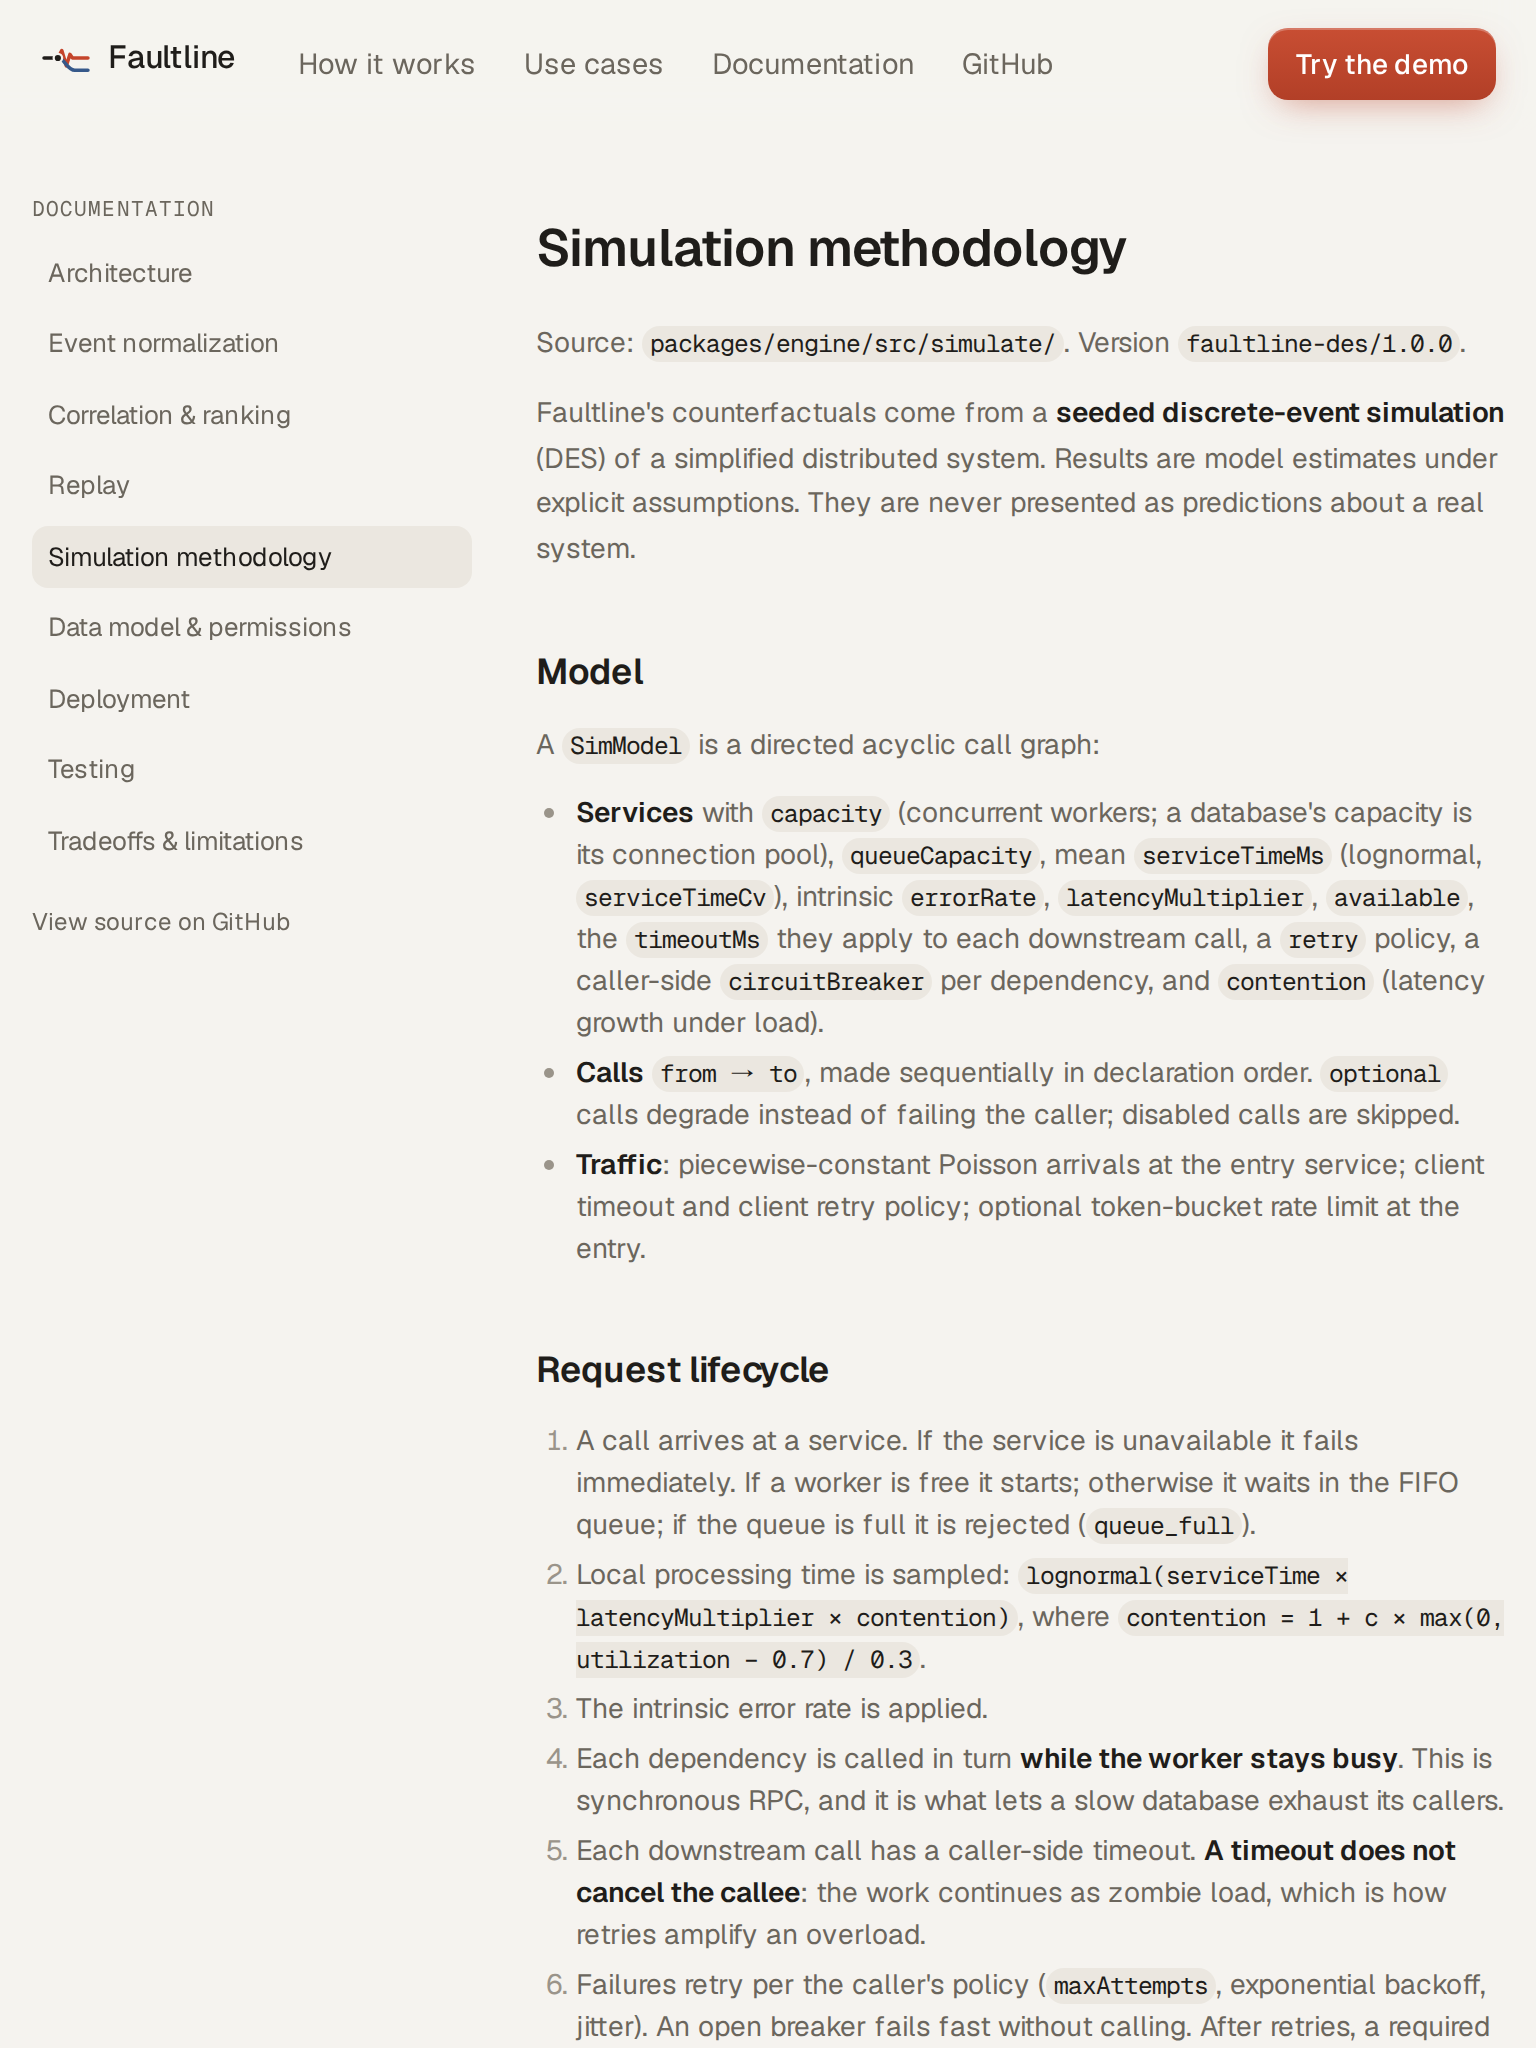 Faultline
How it works
Use cases
Documentation
GitHub
Try the demo
DOCUMENTATION
Architecture
Event normalization
Correlation & ranking
Replay
Simulation methodology
Data model & permissions
Deployment
Testing
Tradeoffs & limitations
View source on GitHub
Simulation methodology
Source: packages/engine/src/simulate/. Version faultline-des/1.0.0.
Faultline's counterfactuals come from a seeded discrete-event simulation
(DES) of a simplified distributed system. Results are model estimates under
explicit assumptions. They are never presented as predictions about a real
system.
Model
A SimModel is a directed acyclic call graph:
• Services with capacity (concurrent workers; a database's capacity is
its connection pool), queueCapacity, mean serviceTimeMs (lognormal,
serviceTimeCv), intrinsic errorRate, latencyMultiplier, available,
the timeoutMs they apply to each downstream call, a retry policy, a
caller-side circuitBreaker per dependency, and contention (latency
growth under load).
• Calls from → to, made sequentially in declaration order. optional
calls degrade instead of failing the caller; disabled calls are skipped.
• Traffic: piecewise-constant Poisson arrivals at the entry service; client
timeout and client retry policy; optional token-bucket rate limit at the
entry.
Request lifecycle
1. A call arrives at a service. If the service is unavailable it fails
immediately. If a worker is free it starts; otherwise it waits in the FIFO
queue; if the queue is full it is rejected (queue_full).
2. Local processing time is sampled: lognormal(serviceTime ×
latencyMultiplier × contention), where contention = 1 + c × max(0,
utilization − 0.7) / 0.3.
3. The intrinsic error rate is applied.
4. Each dependency is called in turn while the worker stays busy. This is
synchronous RPC, and it is what lets a slow database exhaust its callers.
5. Each downstream call has a caller-side timeout. A timeout does not
cancel the callee: the work continues as zombie load, which is how
retries amplify an overload.
6. Failures retry per the caller's policy (maxAttempts, exponential backoff,
jitter). An open breaker fails fast without calling. After retries, a required